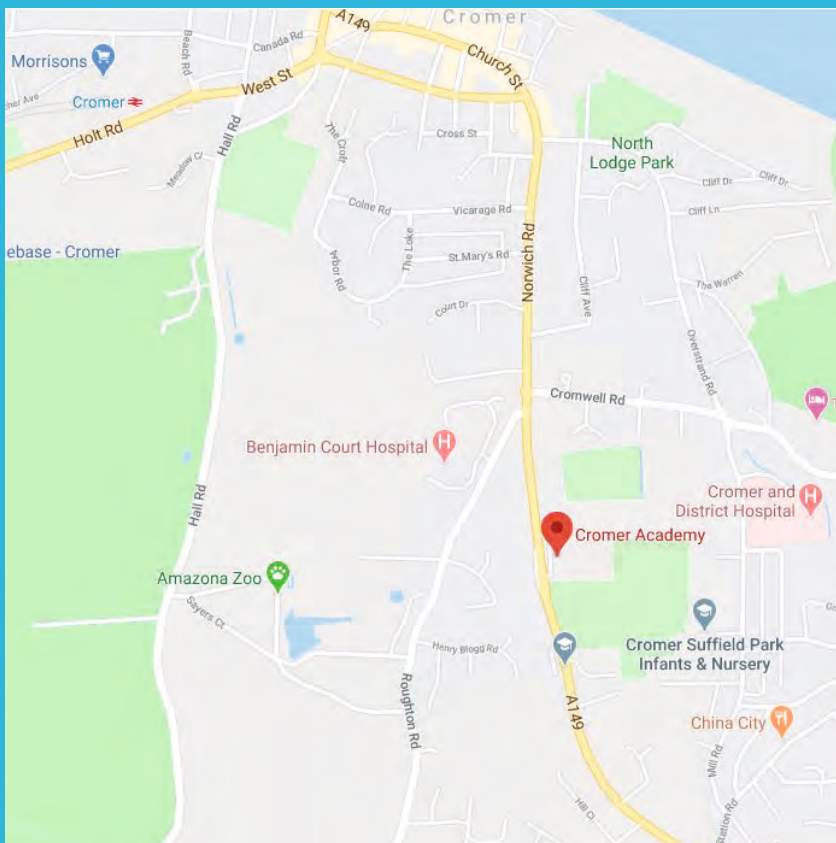 A149
Cromer
Canada Rd
Beach Rd
Morrisons
Church St
West St
Cromer
Holt Rd
Hall Rd
The Croft
Cross St
North
Lodge Park
Meadow Cl
Cliff Dr
Cliff Dr
Cliff Ln
Colne Rd
Vicarage Rd
ebase - Cromer
The Loke
St.Mary's Rd
Arbor Rd
Norwich Rd
Cliff Ave
The Warren
Court Dr
Overstrand Rd
Cromwell Rd
Benjamin Court Hospital
H
Cromer and
District Hospital
H
Hall Rd
Cromer Academy
Amazona Zoo
Sayers Ct
Henry Blogg Rd
Cromer Suffield Park
Infants & Nursery
Roughton Rd
A149
China City
Mill Rd
Hill Cl
Station Rd